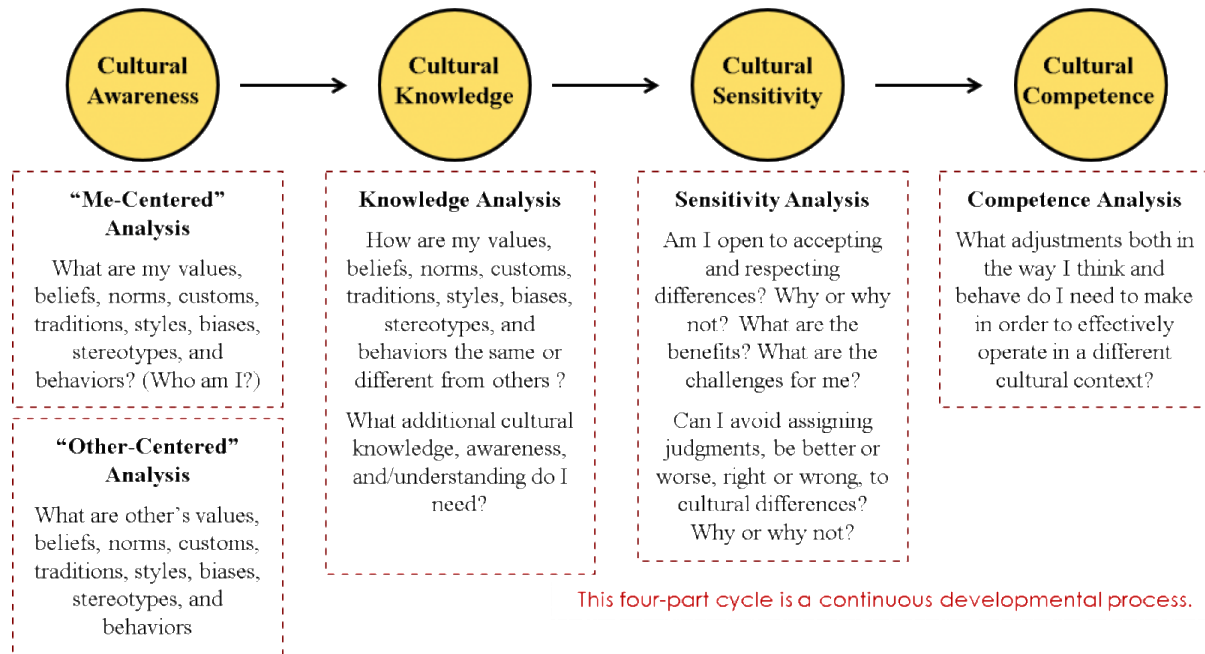 Cultural
Awareness
Cultural
Knowledge
Cultural
Sensitivity
Cultural
Competence
“Me-Centered”
Analysis
What are my values,
beliefs, norms, customs,
traditions, styles, biases,
stereotypes, and
behaviors? (Who am I?)
“Other-Centered”
Analysis
What are other’s values,
beliefs, norms, customs,
traditions, styles, biases,
stereotypes, and
behaviors
Knowledge Analysis
How are my values,
beliefs, norms, customs,
traditions, styles, biases,
stereotypes, and
behaviors the same or
different from others ?
What additional cultural
knowledge, awareness,
and/understanding do I
need?
Sensitivity Analysis
Am I open to accepting
and respecting
differences? Why or why
not? What are the
benefits? What are the
challenges for me?
Can I avoid assigning
judgments, be better or
worse, right or wrong, to
cultural differences?
Why or why not?
Competence Analysis
What adjustments both in
the way I think and
behave do I need to make
in order to effectively
operate in a different
cultural context?
This four-part cycle is a continuous developmental process.